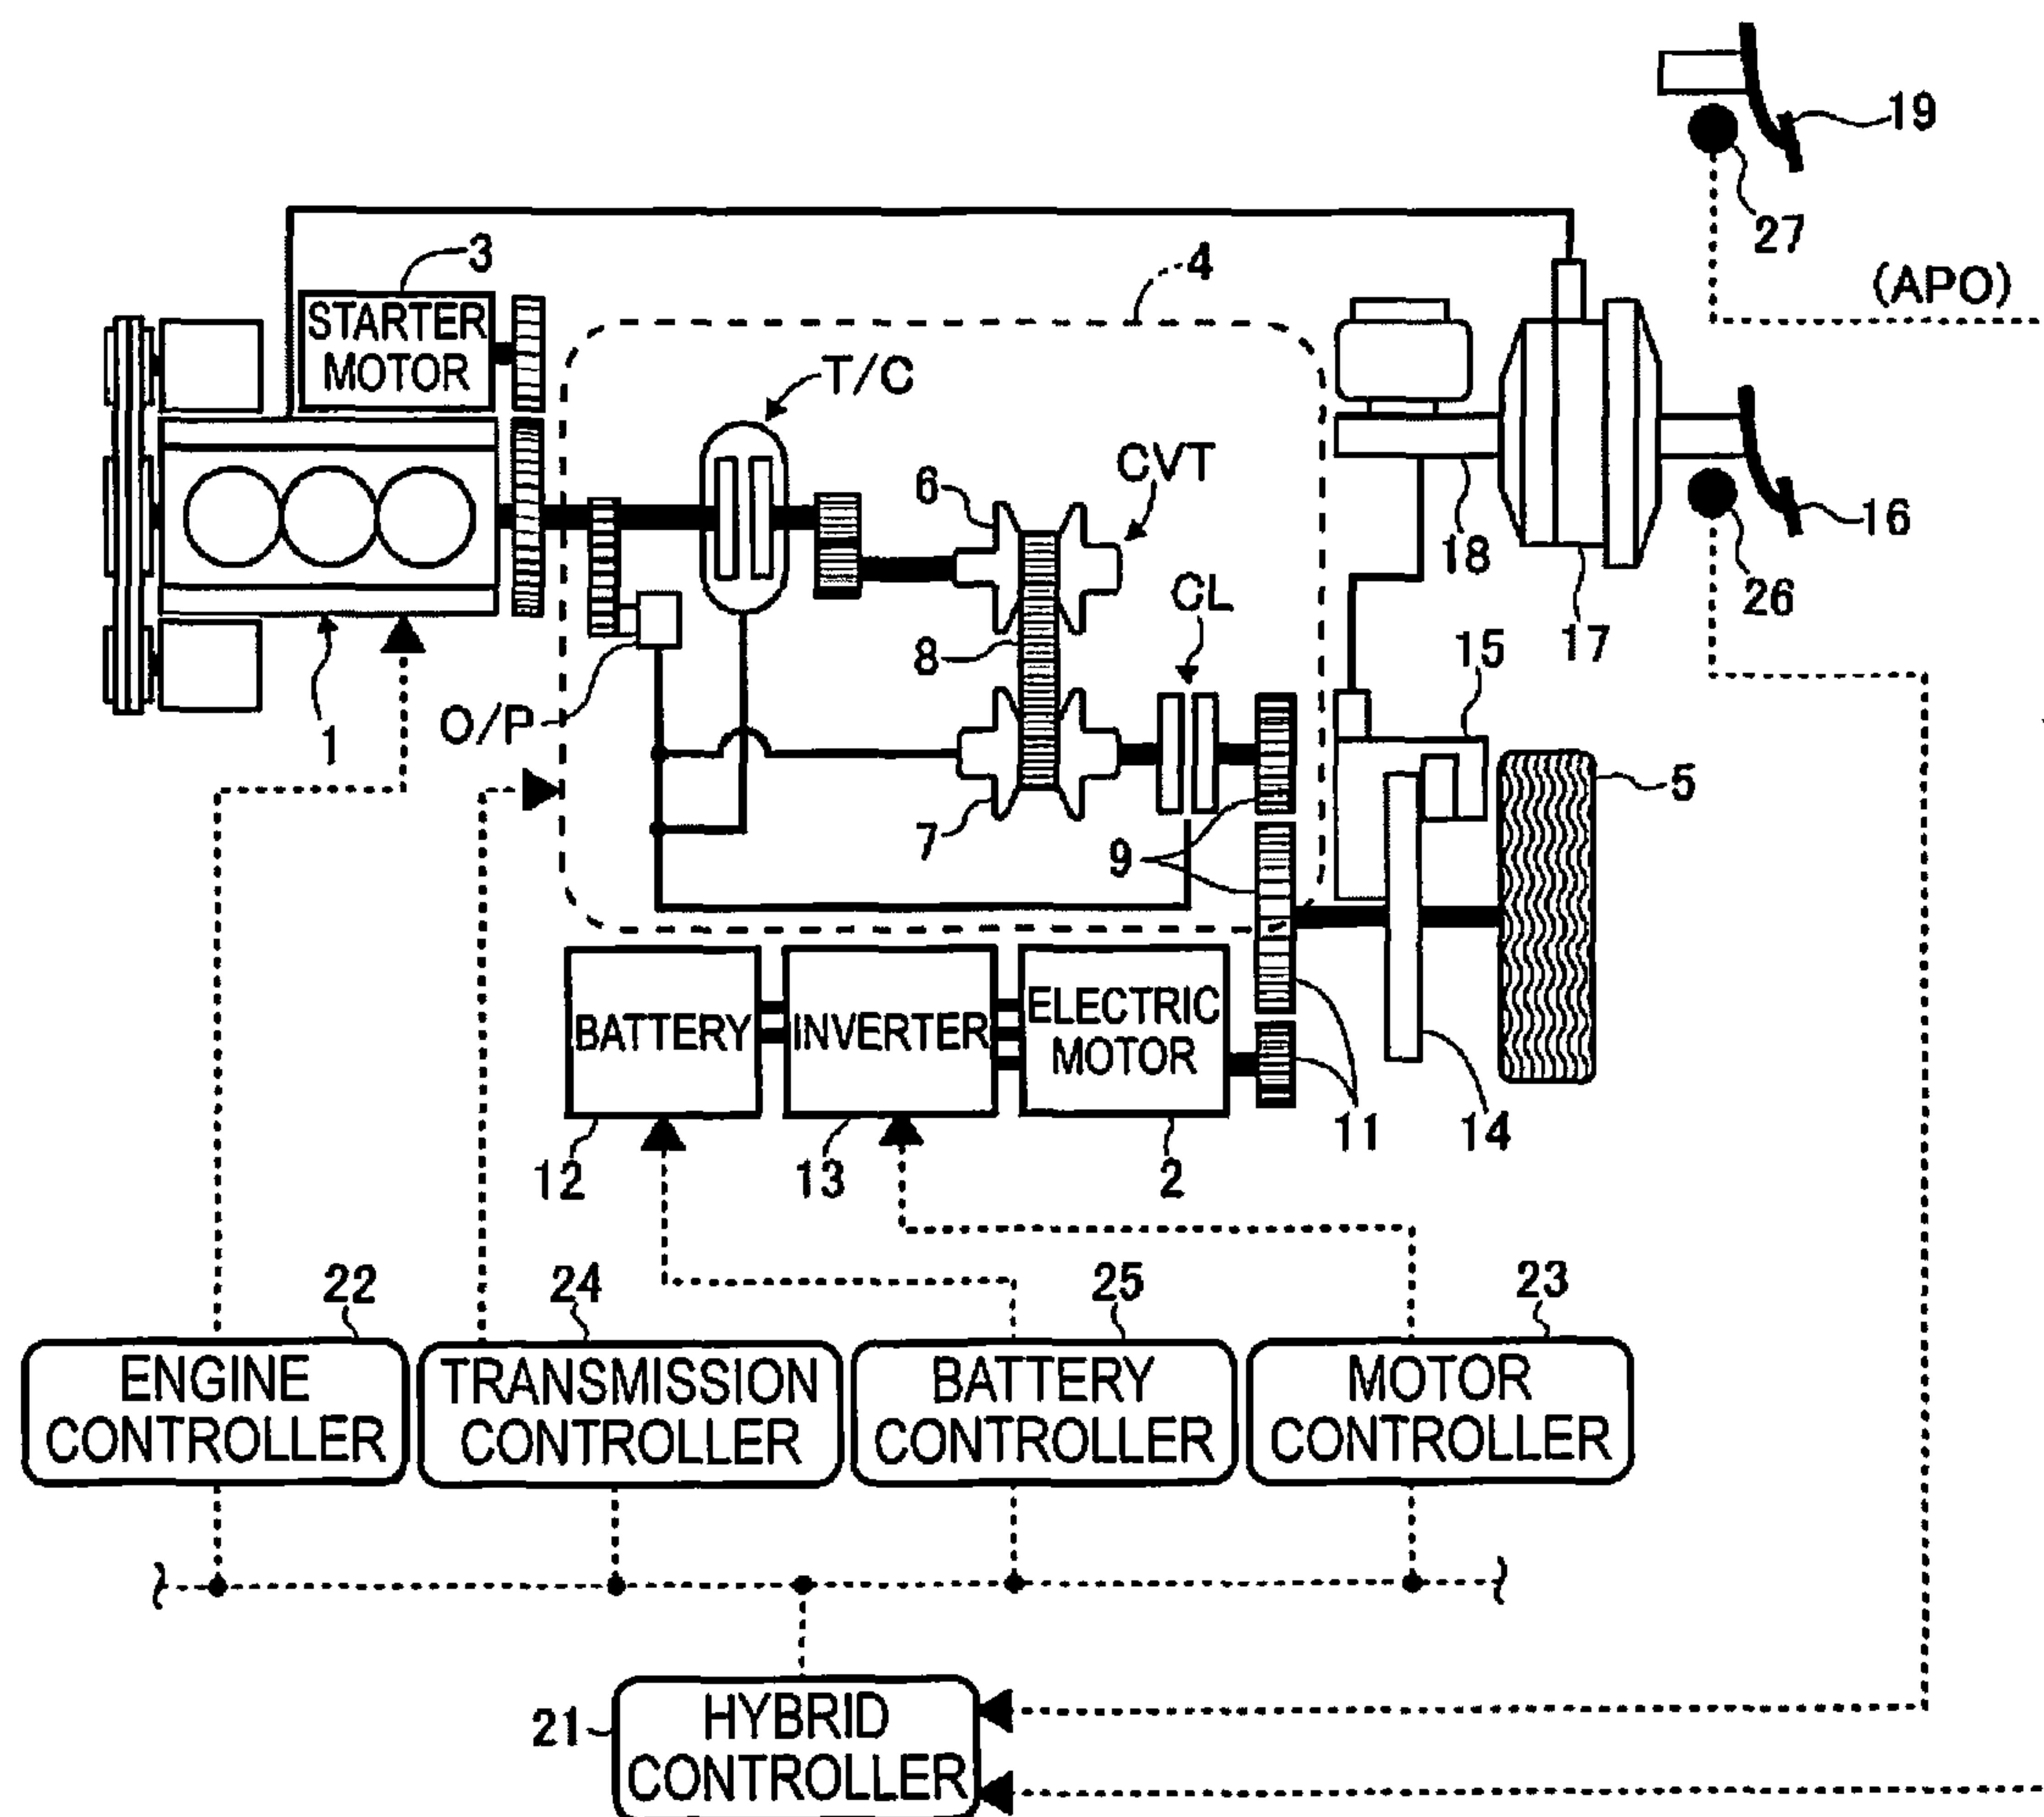 19
27
(APO)
3
4
STARTER
MOTOR
T/C
CVT
6
16
18
26
CL
17
15
8
O/P
1
5
7
9
ELECTRIC
MOTOR
BATTERY
INVERTER
11
14
12
13
2
22
24
25
23
ENGINE
CONTROLLER
TRANSMISSION
CONTROLLER
BATTERY
CONTROLLER
MOTOR
CONTROLLER
21
HYBRID
CONTROLLER